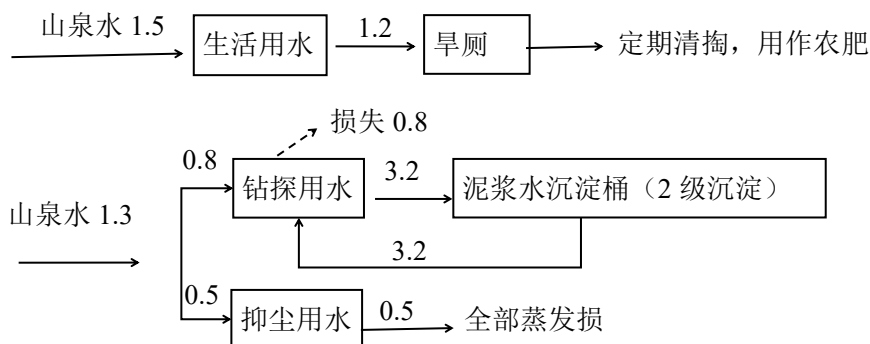 山泉水 1.5
生活用水
1.2
旱厕
定期清掏，用作农肥
损失 0.8
0.8
钻探用水
3.2
泥浆水沉淀桶（2 级沉淀）
山泉水 1.3
3.2
0.5
抑尘用水
0.5
全部蒸发损